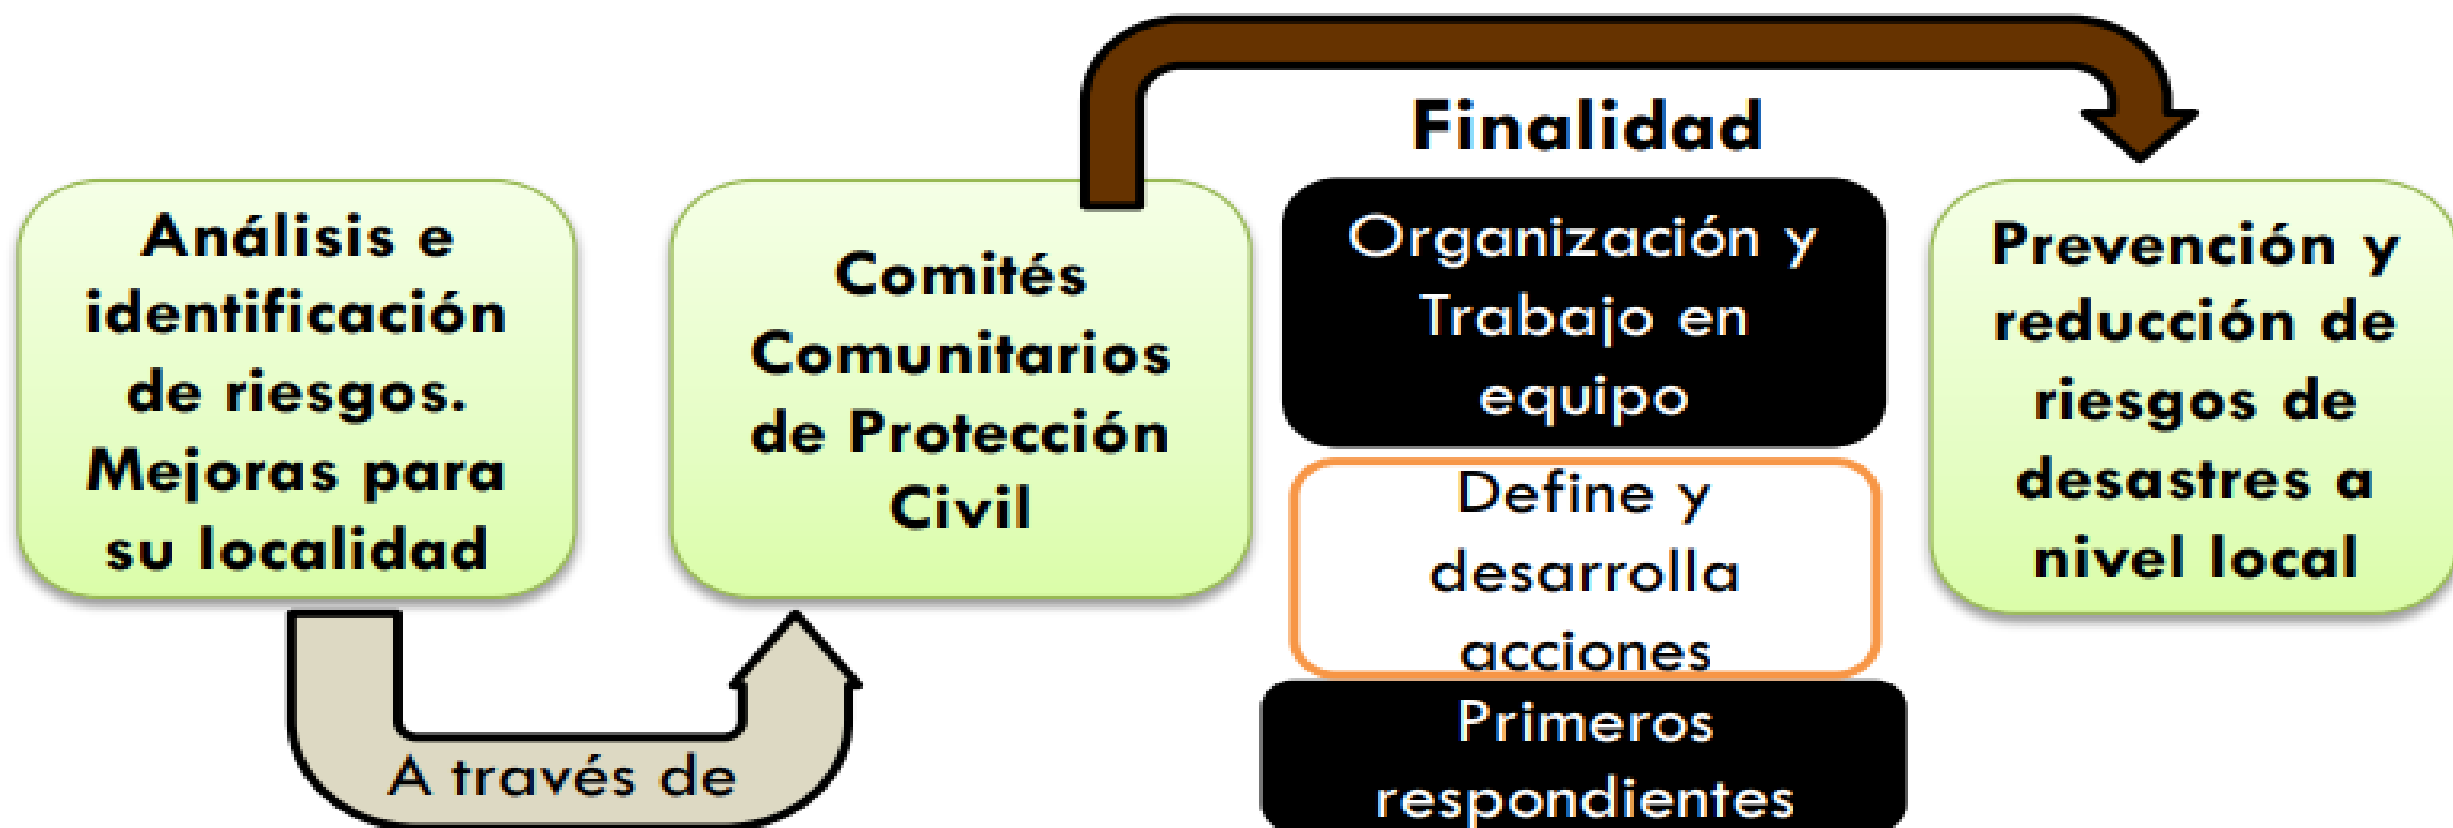 Análisis e
identificación
de riesgos.
Mejoras para
su localidad
A través de
Comités
Comunitarios
de Protección
Civil
Finalidad
Organización y
Trabajo en
equipo
Define y
desarrolla
acciones
Primeros
respondientes
Prevención y
reducción de
riesgos de
desastres a
nivel local